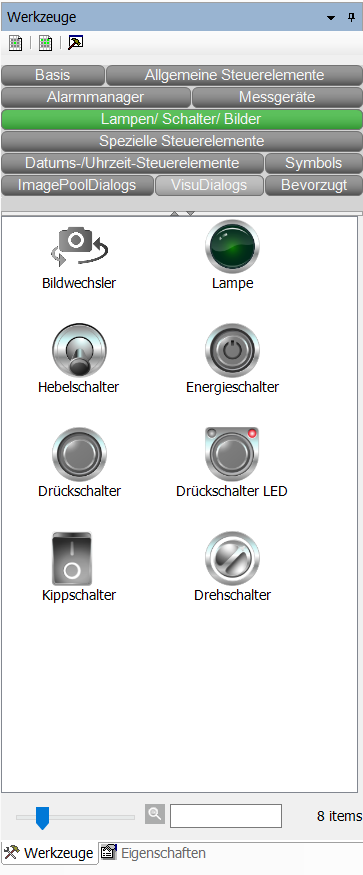 Werkzeuge
Basis Allgemeine Steuerelemente
Alarmmanager Messgeräte
Lampen/ Schalter/ Bilder
Spezielle Steuerelemente
Datums-/Uhrzeit-Steuerelemente Symbols
ImagePoolDialogs VisuDialogs Bevorzugt
Bildwechsler Lampe
Hebelschalter Energieschalter
Drückschalter Drückschalter LED
Kippschalter Drehschalter
8 items
Werkzeuge Eigenschaften